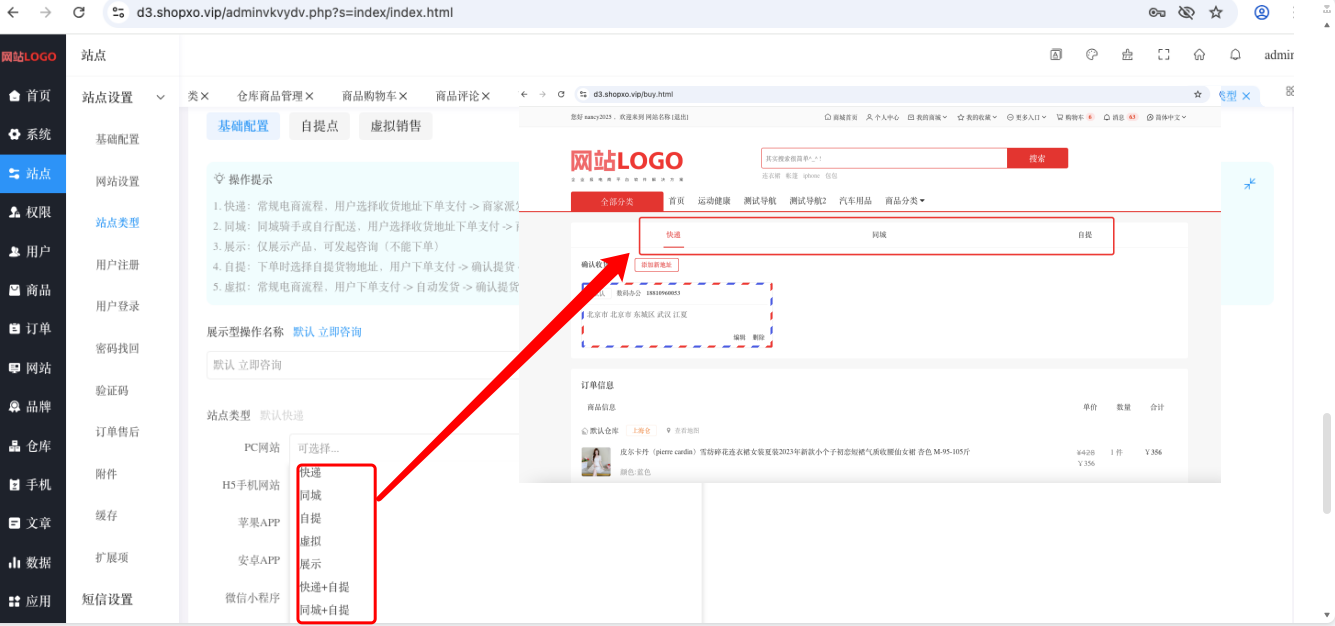 d3.shopxo.vip/adminvkvydv.php?s=index/index.html
网站LOGO
站点
admin
首页
系统
站点
权限
用户
商品
订单
网站
品牌
仓库
手机
文章
数据
应用
站点设置
基础配置
网站设置
站点类型
用户注册
用户登录
密码找回
验证码
订单售后
附件
缓存
扩展项
短信设置
类
仓库商品管理
商品购物车
商品评论
类型
基础配置
自提点
虚拟销售
操作提示
1. 快递：常规电商流程，用户选择收货地址下单支付 -> 商家派发
2. 同城：同城骑手或自行配送，用户选择收货地址下单支付 ->
3. 展示：仅展示产品，可发起咨询（不能下单）
4. 自提：下单时选择自提货物地址，用户下单支付 -> 确认提货
5. 虚拟：常规电商流程，用户下单支付 -> 自动发货 -> 确认提货
展示型操作名称 默认 立即咨询
默认 立即咨询
站点类型 默认快递
PC网站
可选择...
H5手机网站
苹果APP
安卓APP
微信小程序
快递
同城
自提
虚拟
展示
快递+自提
同城+自提
d3.shopxo.vip/buy.html
您好 nancy2025，欢迎来到 网站名称 [退出]
商城首页 个人中心 我的商城 我的收藏 更多入口 购物车 6 消息 63 简体中文
网站LOGO
企业级电商平台软件解决方案
其实搜索很简单^_^ !
搜索
连衣裙 帐篷 iphone 包包
全部分类 首页 运动健康 测试导航 测试导航2 汽车用品 商品分类
快递 同城 自提
确认收
添加新地址
数码办公 18810960053
北京市 北京市 东城区 武汉 江夏
编辑 删除
订单信息
商品信息 单价 数量 合计
默认仓库 上海仓 查看地图
皮尔卡丹（pierre cardin）雪纺碎花连衣裙女装夏装2023年新款小个子初恋短裙气质收腰仙女裙 杏色 M-95-105斤
颜色:蓝色
¥428
¥356
1 件
¥356